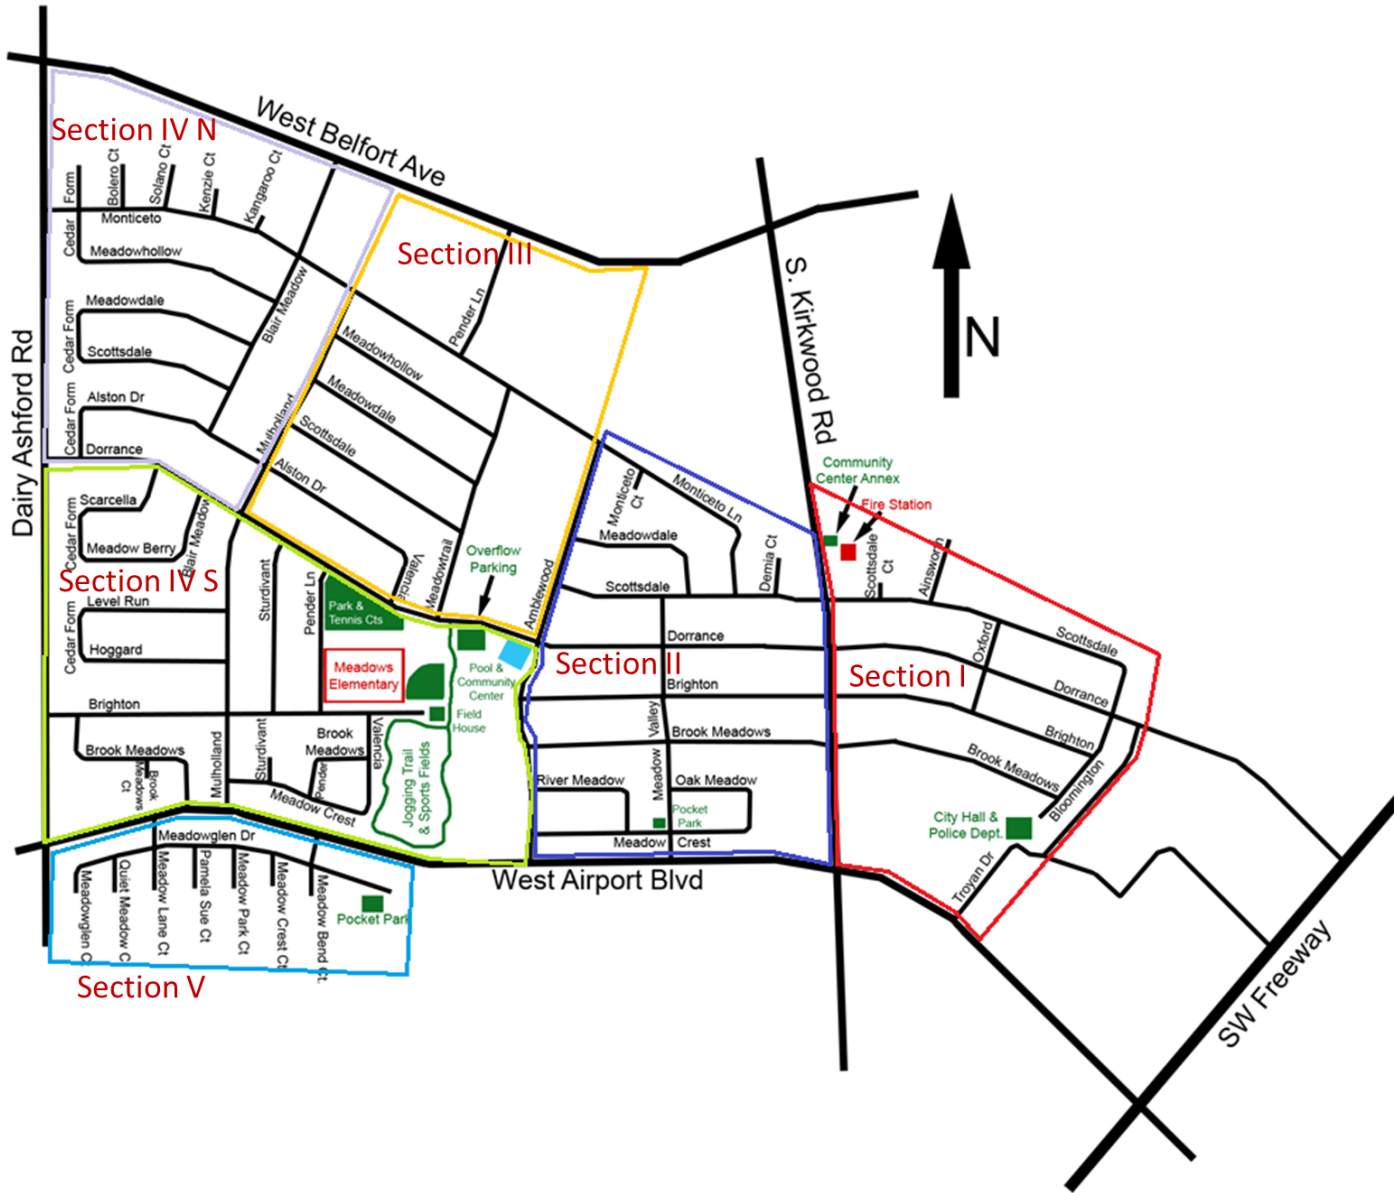 West Belfort Ave
Section IV N
Cedar Form
Bolero Ct
Solano Ct
Kenzie Ct
Kangaroo Ct
Monticeto
Meadowhollow
Meadowdale
Cedar Form
Scottsdale
Blair Meadow
Alston Dr
Cedar Form
Dorrance
Mulholland
Dairy Ashford Rd
Section III
Pender Ln
Meadowhollow
Meadowdale
Scottsdale
Alston Dr
Valencia
Meadowtrail
Amblewood
Overflow
Parking
S. Kirkwood Rd
N
Community
Center Annex
Fire Station
Scarcella
Cedar Form
Meadow Berry
Blair Meadow
Section IV S
Level Run
Cedar Form
Hoggard
Sturdivant
Pender Ln
Park &
Tennis Cts
Meadows
Elementary
Pool &
Community
Center
Field
House
Brighton
Brook Meadows
Brook
Meadows
Ct
Mulholland
Sturdivant
Brook
Meadows
Pender
Valencia
Meadow Crest
Jogging Trail
& Sports Fields
Monticeto
Ct
Monticeto Ln
Meadowdale
Demia Ct
Scottsdale
Dorrance
Section II
Brighton
Meadow Valley
Brook Meadows
River Meadow
Oak Meadow
Pocket
Park
Meadow Crest
Scottsdale
Ct
Ainsworth
Oxford
Scottsdale
Section I
Dorrance
Brighton
Brook Meadows
Bloomington
City Hall &
Police Dept.
Troyan Dr
West Airport Blvd
SW Freeway
Meadowglen Dr
Meadowglen C
Quiet Meadow C
Meadow Lane Ct
Pamela Sue Ct
Meadow Park Ct
Meadow Crest Ct
Meadow Bend Ct.
Pocket Park
Section V